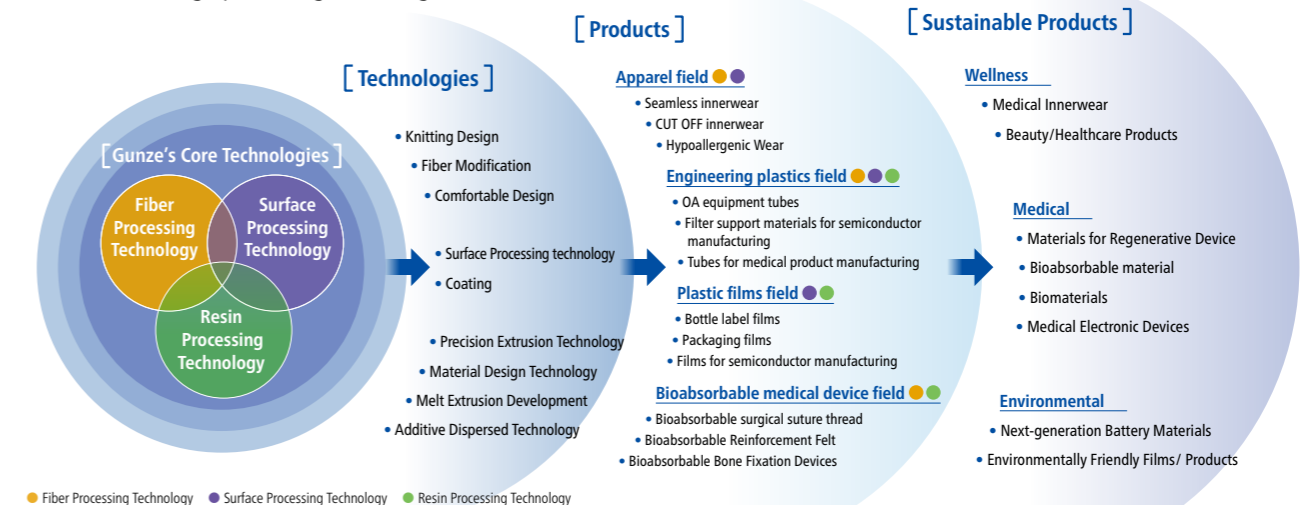 [Gunze's Core Technologies]
Fiber
Processing
Technology
Surface
Processing
Technology
Resin
Processing
Technology
[Technologies]
• Knitting Design
• Fiber Modification
• Comfortable Design
• Surface Processing technology
• Coating
• Precision Extrusion Technology
• Material Design Technology
• Melt Extrusion Development
• Additive Dispersed Technology
[Products]
Apparel field
• Seamless innerwear
• CUT OFF innerwear
• Hypoallergenic Wear
Engineering plastics field
• OA equipment tubes
• Filter support materials for semiconductor
manufacturing
• Tubes for medical product manufacturing
Plastic films field
• Bottle label films
• Packaging films
• Films for semiconductor manufacturing
Bioabsorbable medical device field
• Bioabsorbable surgical suture thread
• Bioabsorbable Reinforcement Felt
• Bioabsorbable Bone Fixation Devices
[Sustainable Products]
Wellness
• Medical Innerwear
• Beauty/Healthcare Products
Medical
• Materials for Regenerative Device
• Bioabsorbable material
• Biomaterials
• Medical Electronic Devices
Environmental
• Next-generation Battery Materials
• Environmentally Friendly Films/ Products
Fiber Processing Technology
Surface Processing Technology
Resin Processing Technology